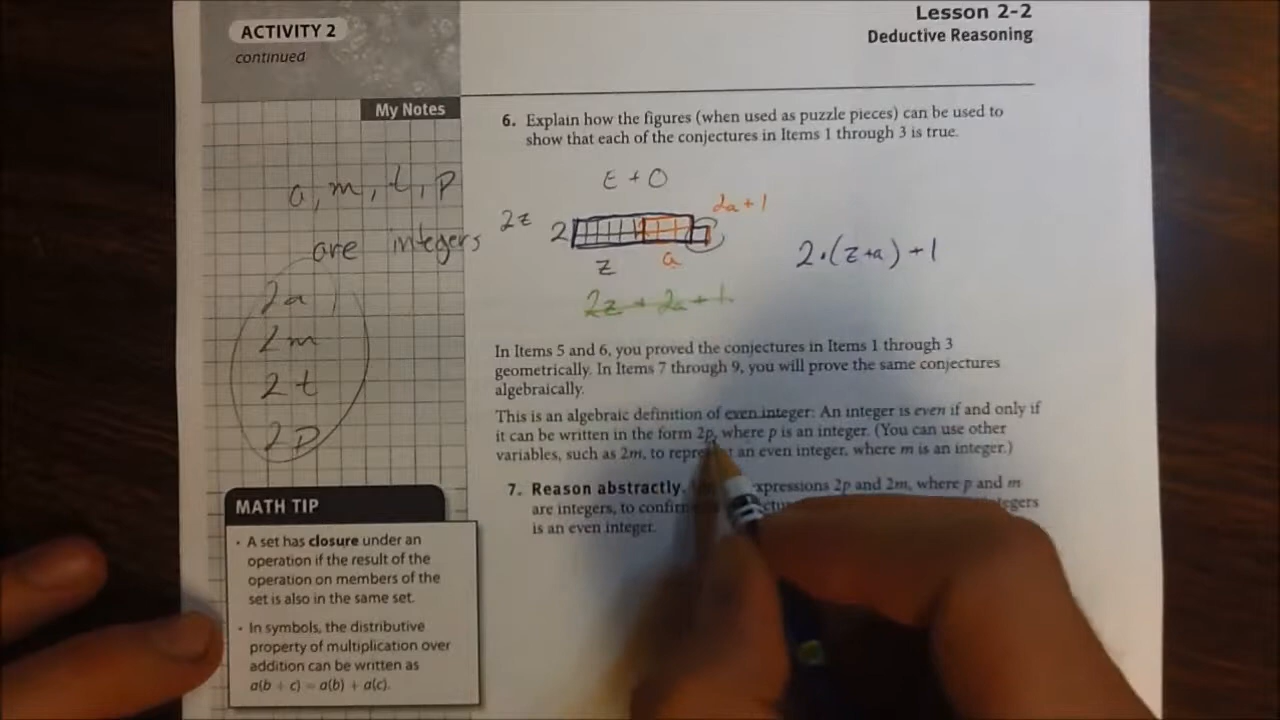 ACTIVITY 2
continued
Lesson 2-2
Deductive Reasoning
My Notes
a, m, t, p
are integers
2a
2m
2t
2p
MATH TIP
• A set has closure under an
operation if the result of the
operation on members of the
set is also in the same set.
• In symbols, the distributive
property of multiplication over
addition can be written as
a(b + c) = a(b) + a(c).
6. Explain how the figures (when used as puzzle pieces) can be used to
show that each of the conjectures in Items 1 through 3 is true.
E + O
2a + 1
2z
2
z
a
2·(z+a) + 1
2z + 2a + 1
In Items 5 and 6, you proved the conjectures in Items 1 through 3
geometrically. In Items 7 through 9, you will prove the same conjectures
algebraically.
This is an algebraic definition of even integer: An integer is even if and only if
it can be written in the form 2p, where p is an integer. (You can use other
variables, such as 2m, to represent an even integer, where m is an integer.)
7. Reason abstractly. expressions 2p and 2m, where p and m
are integers, to confirm
is an even integer.